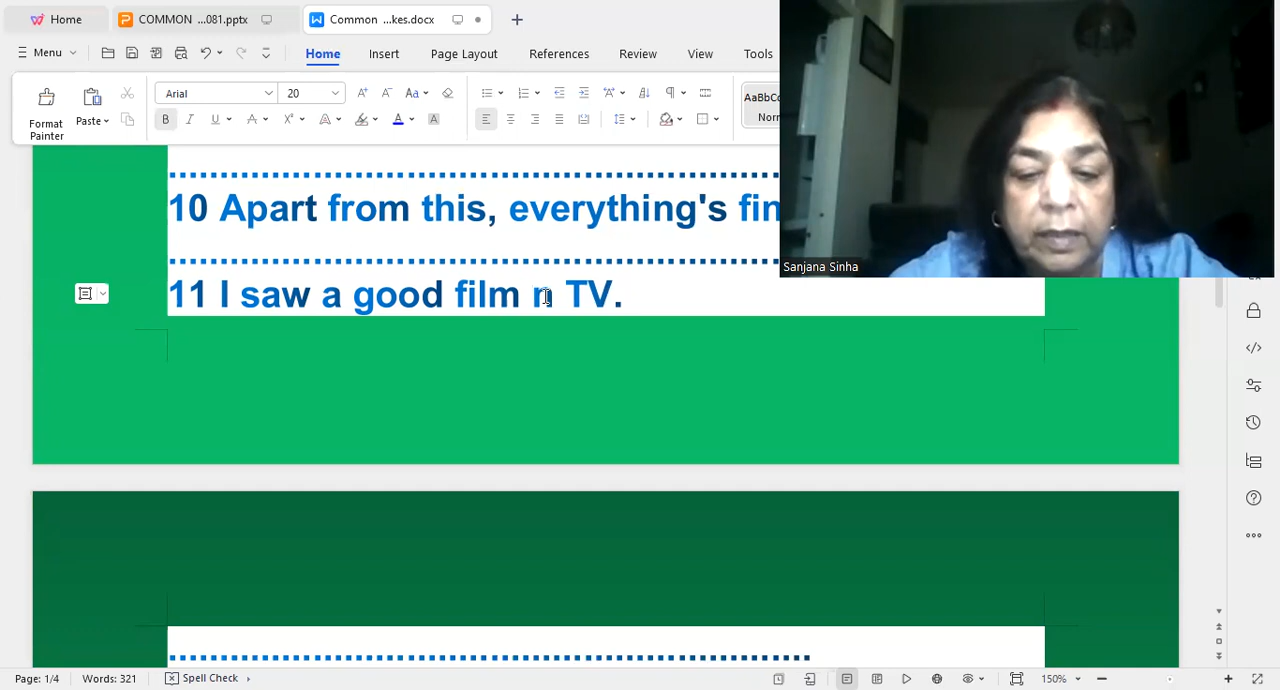 Home COMMON ...081.pptx Common ...kes.docx
Menu Home Insert Page Layout References Review View Tools
Format Painter Paste Arial 20 AaBbCc
Norm
10 Apart from this, everything's fin
11 I saw a good film n TV.
Sanjana Sinha
Page: 1/4 Words: 321 Spell Check 150%